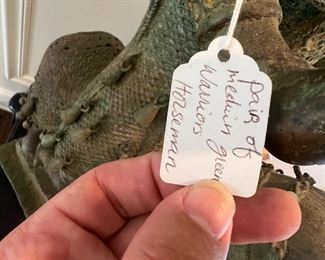 pair of
medium green
Warriors
Horseman